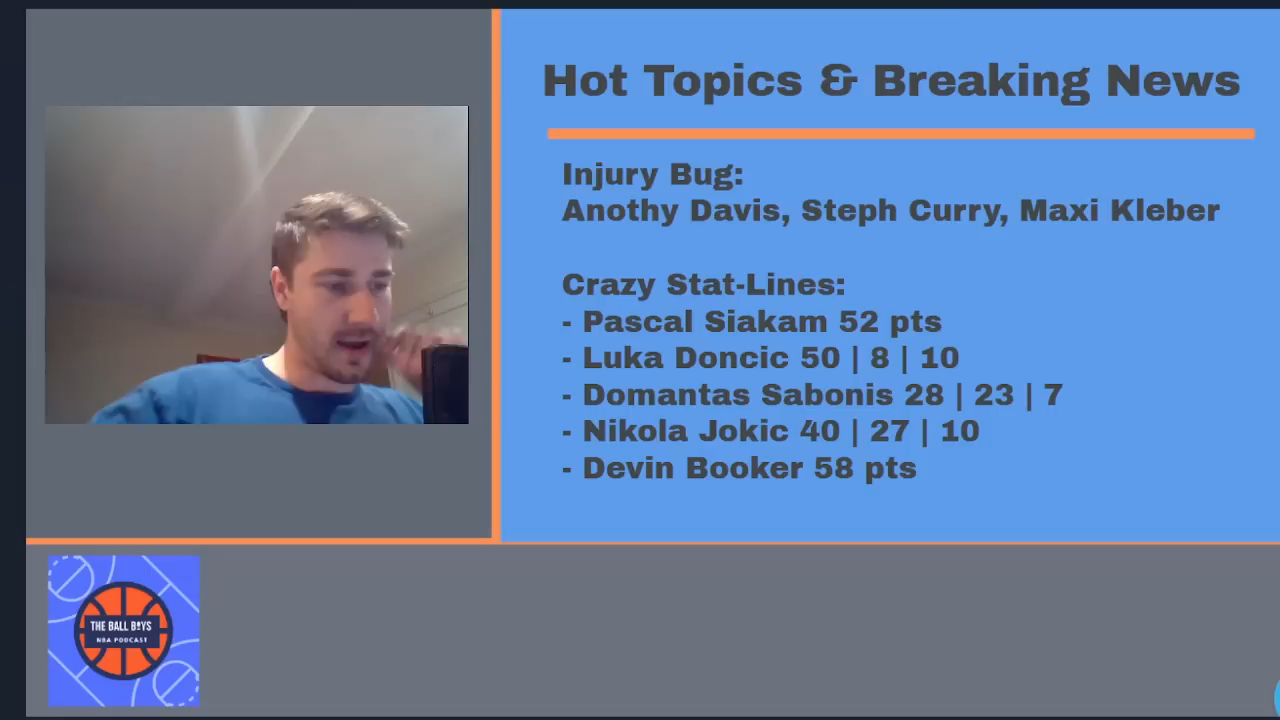 Hot Topics & Breaking News
Injury Bug:
Anothy Davis, Steph Curry, Maxi Kleber
Crazy Stat-Lines:
- Pascal Siakam 52 pts
- Luka Doncic 50 | 8 | 10
- Domantas Sabonis 28 | 23 | 7
- Nikola Jokic 40 | 27 | 10
- Devin Booker 58 pts
THE BALL BOYS
NBA PODCAST